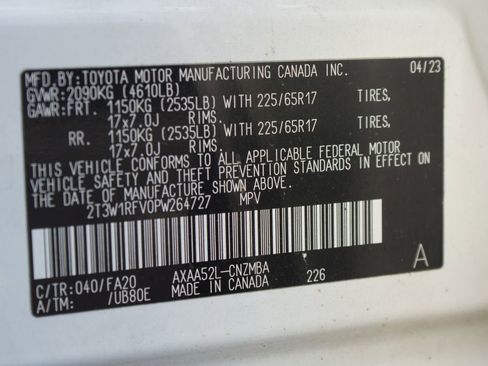 MFD.BY:TOYOTA MOTOR MANUFACTURING CANADA INC. 04/23
GVWR:2090KG (4610LB)
GAWR:FRT. 1150KG (2535LB) WITH 225/65R17 TIRES,
17x7.0J RIMS.
RR. 1150KG (2535LB) WITH 225/65R17 TIRES,
17x7.0J RIMS.
THIS VEHICLE CONFORMS TO ALL APPLICABLE FEDERAL MOTOR
VEHICLE SAFETY AND THEFT PREVENTION STANDARDS IN EFFECT ON
THE DATE OF MANUFACTURE SHOWN ABOVE.
2T3W1RFV0PW264727 MPV
C/TR:040/FA20 AXAA52L-CNZMBA A
A/TM: /UB80E MADE IN CANADA 226